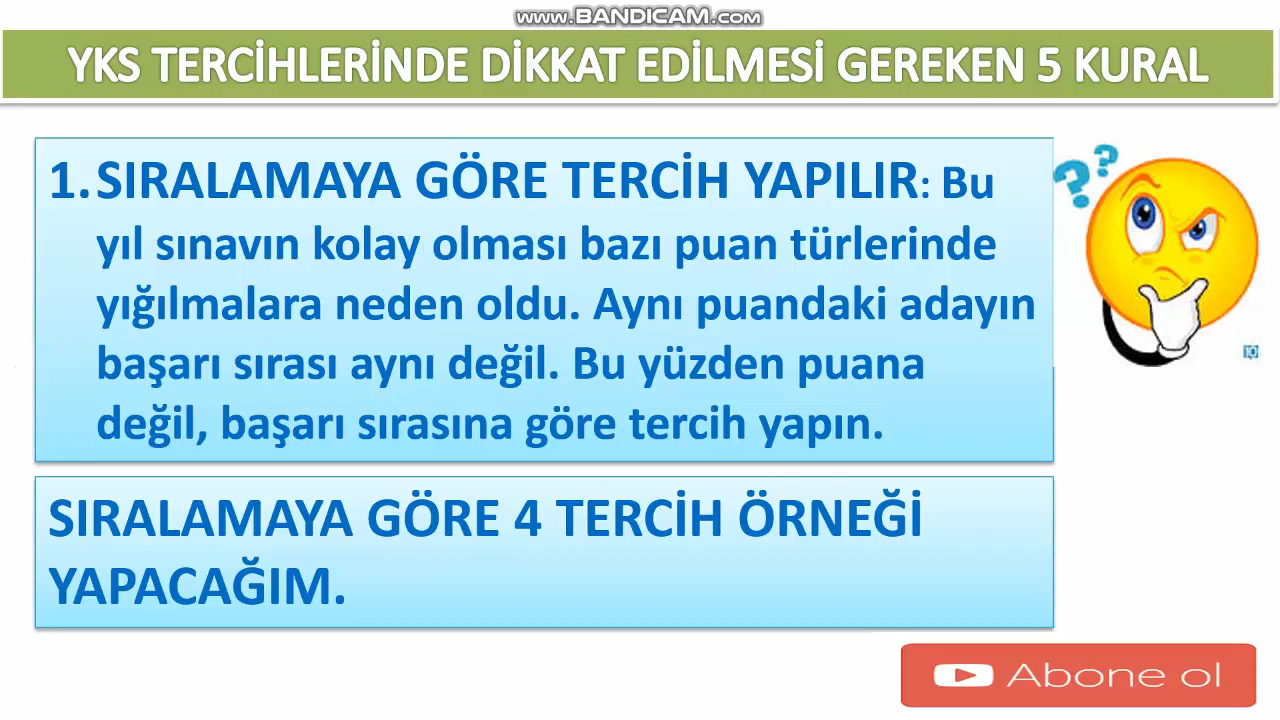 www.BANDICAM.com
YKS TERCİHLERİNDE DİKKAT EDİLMESİ GEREKEN 5 KURAL
1. SIRALAMAYA GÖRE TERCİH YAPILIR: Bu
yıl sınavın kolay olması bazı puan türlerinde
yığılmalara neden oldu. Aynı puandaki adayın
başarı sırası aynı değil. Bu yüzden puana
değil, başarı sırasına göre tercih yapın.
SIRALAMAYA GÖRE 4 TERCİH ÖRNEĞİ
YAPACAĞIM.
Abone ol